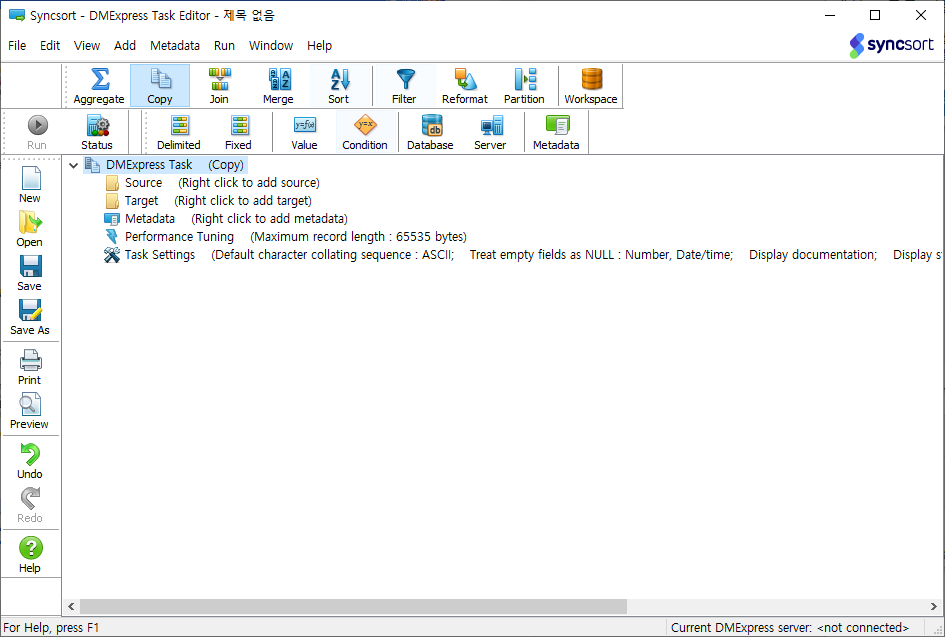 Syncsort - DMExpress Task Editor - 제목 없음
File Edit View Add Metadata Run Window Help
syncsort
Aggregate Copy Join Merge Sort Filter Reformat Partition Workspace
Run Status Delimited Fixed Value Condition Database Server Metadata
New
Open
Save
Save As
Print
Preview
Undo
Redo
Help
DMExpress Task (Copy)
Source (Right click to add source)
Target (Right click to add target)
Metadata (Right click to add metadata)
Performance Tuning (Maximum record length : 65535 bytes)
Task Settings (Default character collating sequence : ASCII; Treat empty fields as NULL : Number, Date/time; Display documentation; Display s
For Help, press F1
Current DMExpress server: <not connected>